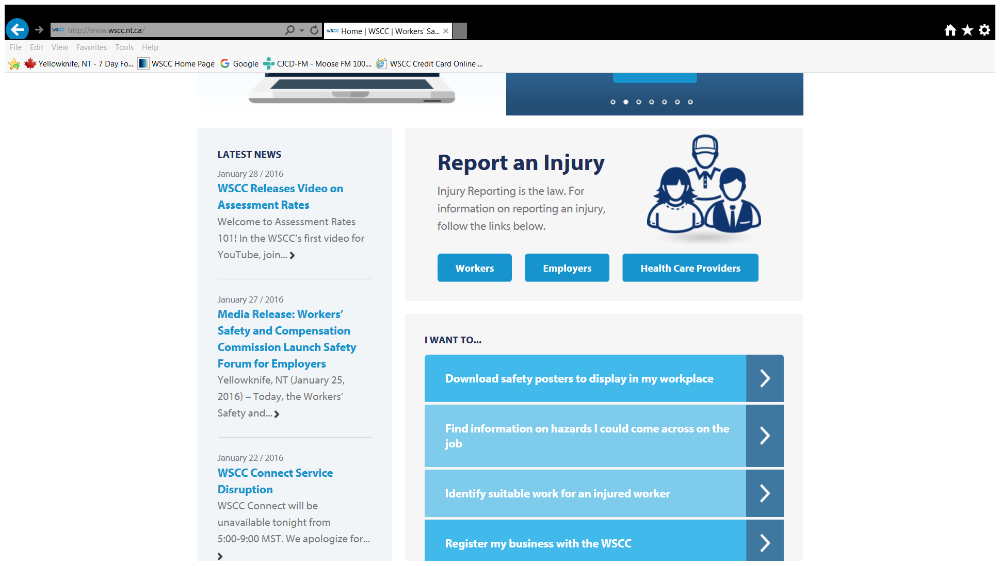 wscc http://www.wscc.nt.ca/
wscc Home | WSCC | Workers' Sa...
File Edit View Favorites Tools Help
Yellowknife, NT - 7 Day Fo... WSCC Home Page Google CJCD-FM - Moose FM 100.... WSCC Credit Card Online ...
LATEST NEWS
January 28 / 2016
WSCC Releases Video on
Assessment Rates
Welcome to Assessment Rates
101! In the WSCC’s first video for
YouTube, join...
January 27 / 2016
Media Release: Workers’
Safety and Compensation
Commission Launch Safety
Forum for Employers
Yellowknife, NT (January 25,
2016) – Today, the Workers’
Safety and...
January 22 / 2016
WSCC Connect Service
Disruption
WSCC Connect will be
unavailable tonight from
5:00-9:00 MST. We apologize for...
Report an Injury
Injury Reporting is the law. For
information on reporting an injury,
follow the links below.
Workers Employers Health Care Providers
I WANT TO...
Download safety posters to display in my workplace
Find information on hazards I could come across on the
job
Identify suitable work for an injured worker
Register my business with the WSCC